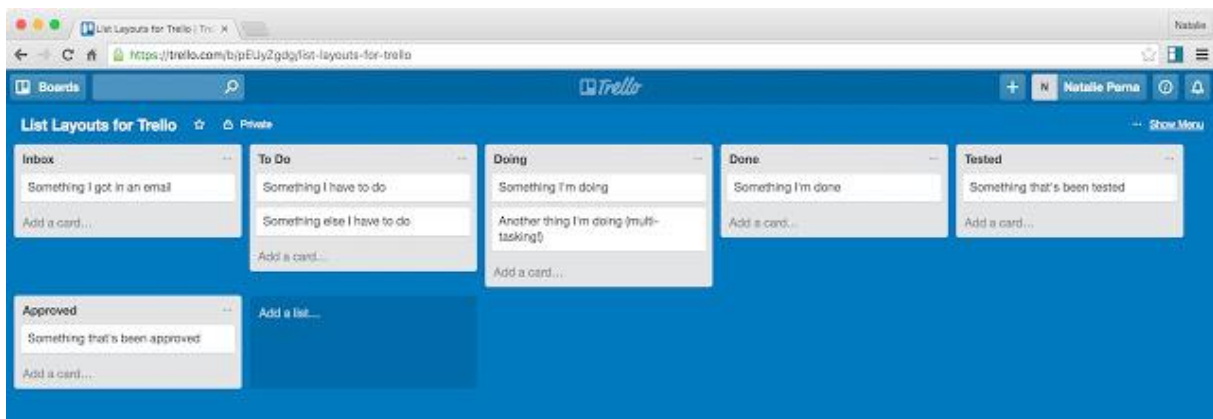 List Layouts for Trello | Tre
Natalie
https://trello.com/b/pEUyZgdg/list-layouts-for-trello
Boards
Trello
+
N Natalie Perna
List Layouts for Trello Private
... Show Menu
Inbox
Something I got in an email
Add a card...
To Do
Something I have to do
Something else I have to do
Add a card...
Doing
Something I'm doing
Another thing I'm doing (multi-
tasking!)
Add a card...
Done
Something I'm done
Add a card...
Tested
Something that's been tested
Add a card...
Approved
Something that's been approved
Add a card...
Add a list...